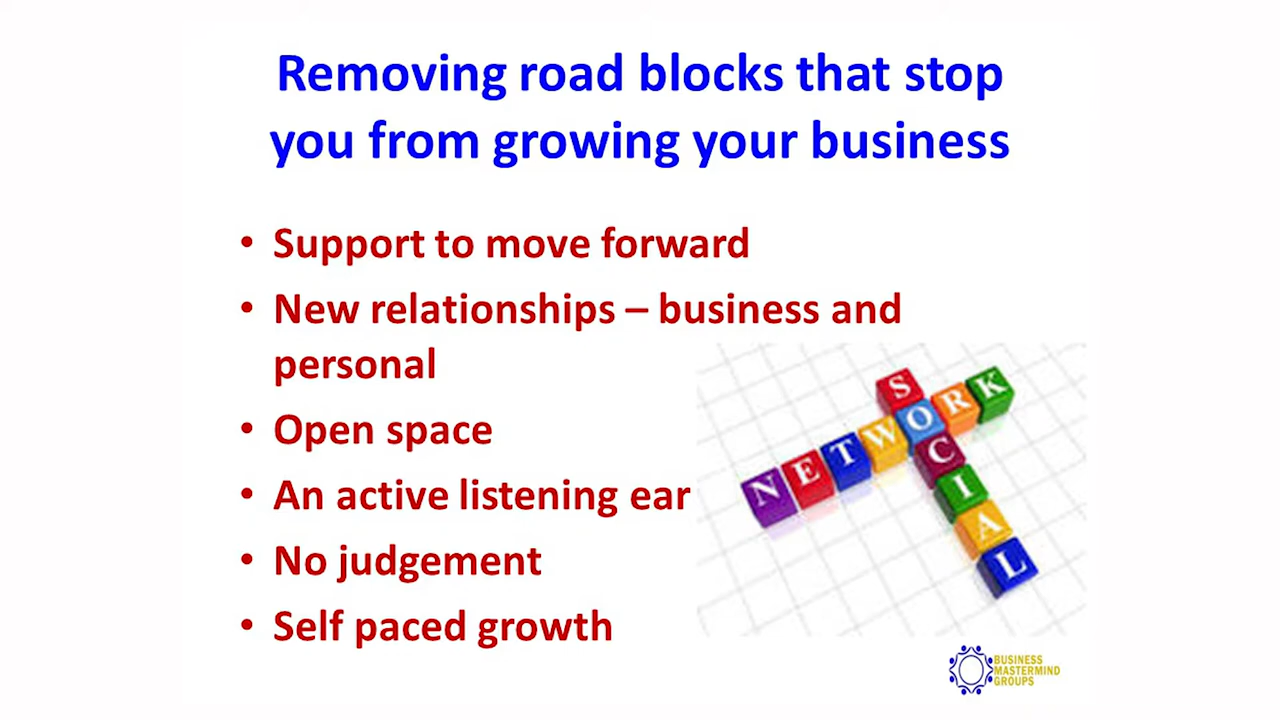 Removing road blocks that stop
you from growing your business
• Support to move forward
• New relationships – business and
personal
• Open space
• An active listening ear
• No judgement
• Self paced growth
NETWORK
SOCIAL
BUSINESS
MASTERMIND
GROUPS